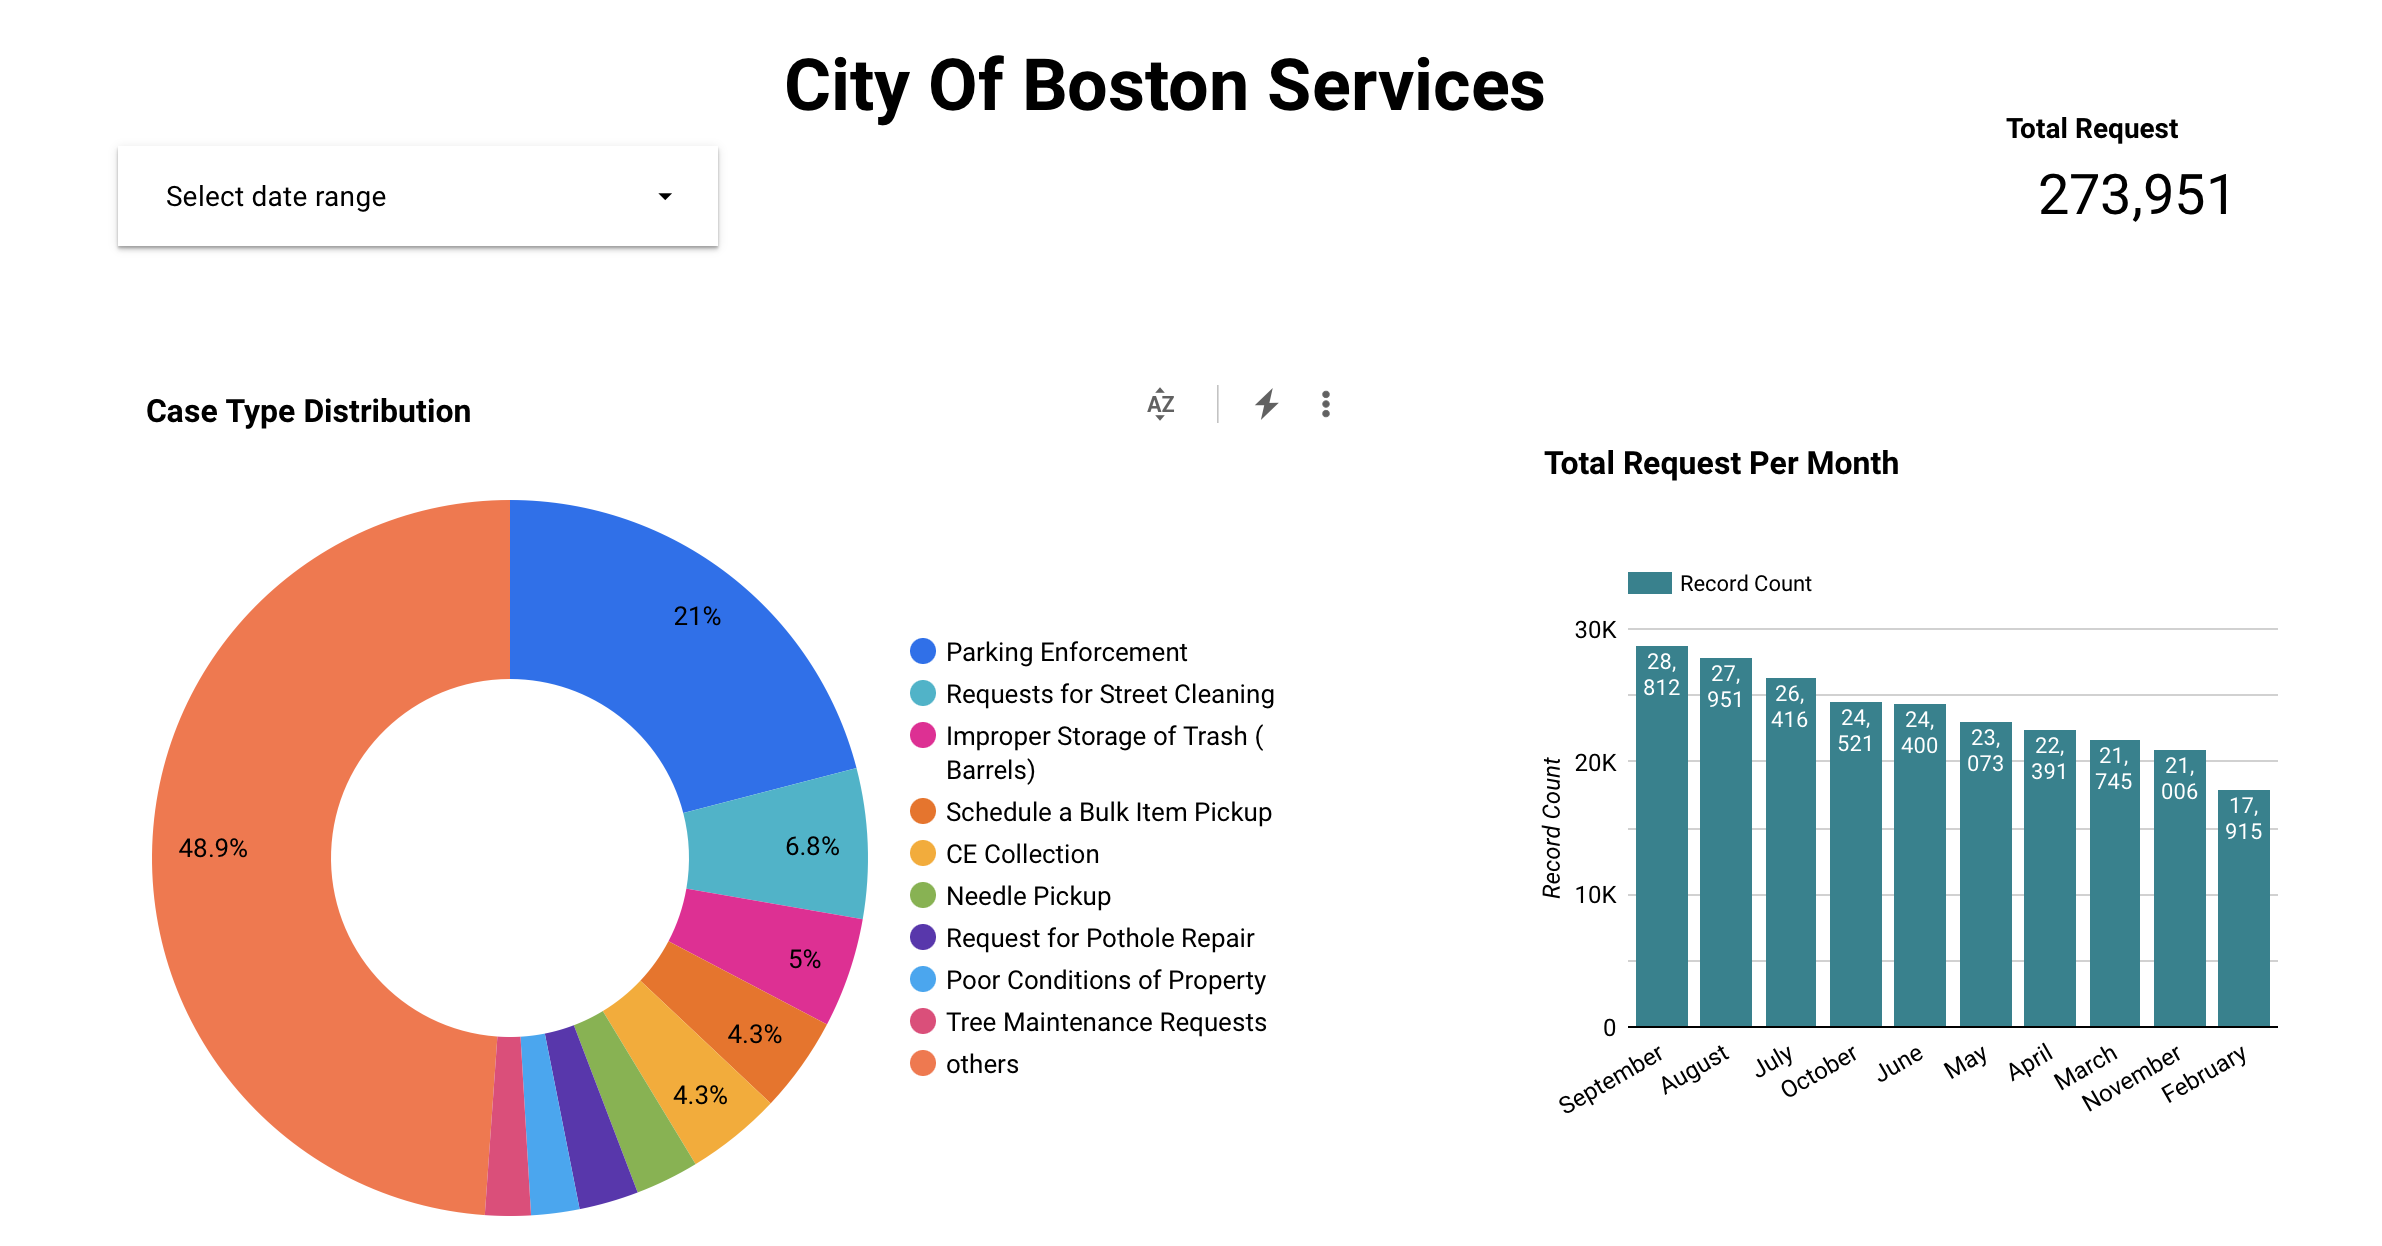 City Of Boston Services
Total Request
273,951
Select date range
Case Type Distribution
AZ
21%
6.8%
5%
4.3%
4.3%
48.9%
Parking Enforcement
Requests for Street Cleaning
Improper Storage of Trash (
Barrels)
Schedule a Bulk Item Pickup
CE Collection
Needle Pickup
Request for Pothole Repair
Poor Conditions of Property
Tree Maintenance Requests
others
Total Request Per Month
Record Count
Record Count
30K
20K
10K
0
28,
812
27,
951
26,
416
24,
521
24,
400
23,
073
22,
391
21,
745
21,
006
17,
915
September
August
July
October
June
May
April
March
November
February